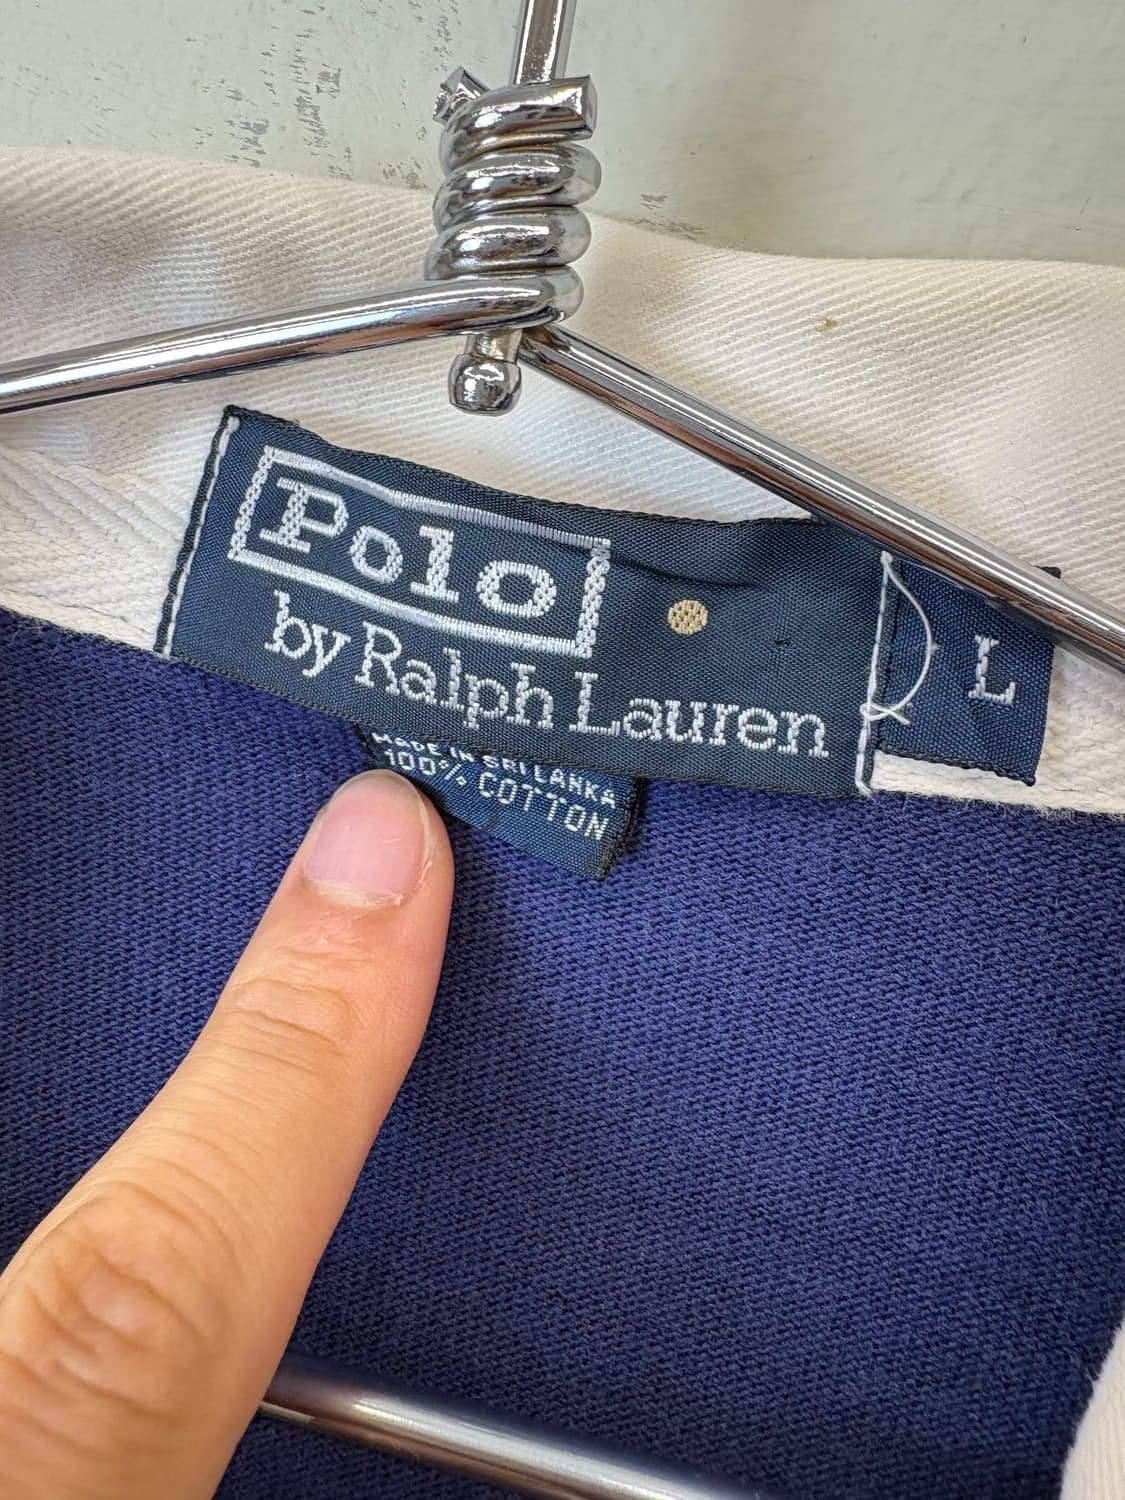 Polo
by Ralph Lauren
L
MADE IN SRI LANKA
100% COTTON